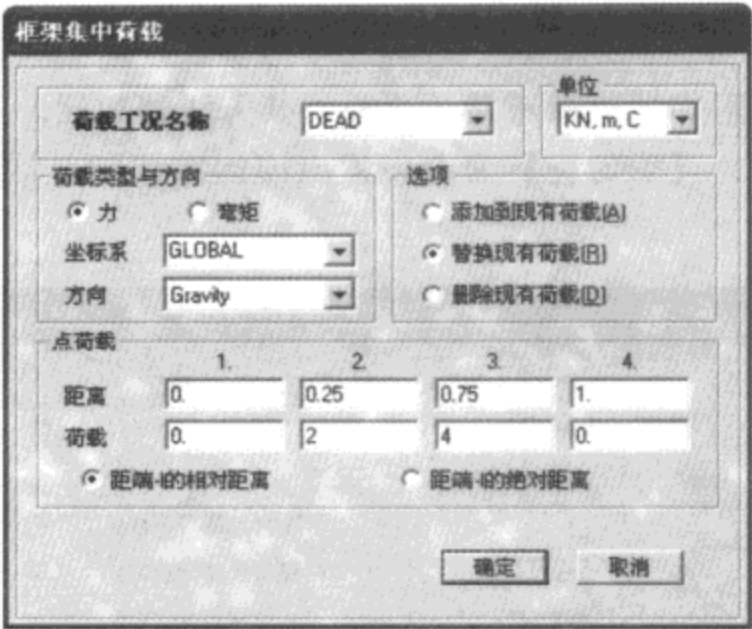 框架集中荷载
单位
荷载工况名称 DEAD KN, m, C
荷载类型与方向 选项
力 弯矩 添加到现有荷载(A)
坐标系 GLOBAL 替换现有荷载(R)
方向 Gravity 删除现有荷载(D)
点荷载
1. 2. 3. 4.
距离 0. 0.25 0.75 1.
荷载 0. 2 4 0.
距端-I的相对距离 距端-I的绝对距离
确定 取消